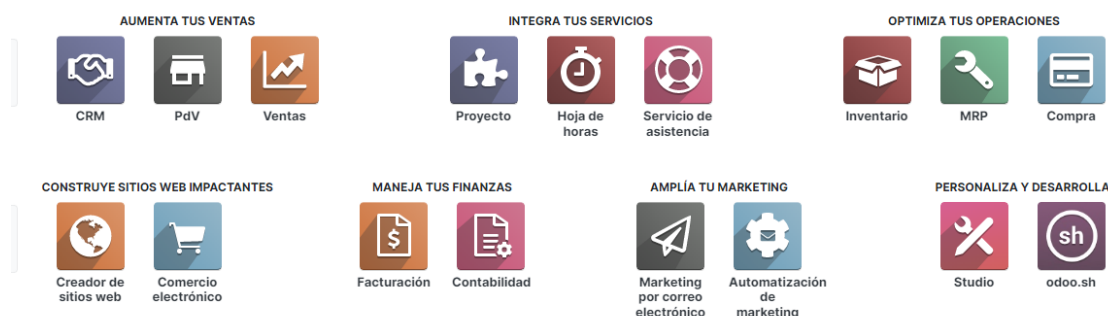 AUMENTA TUS VENTAS
INTEGRA TUS SERVICIOS
OPTIMIZA TUS OPERACIONES
CRM
PdV
Ventas
Proyecto
Hoja de
horas
Servicio de
asistencia
Inventario
MRP
Compra
CONSTRUYE SITIOS WEB IMPACTANTES
MANEJA TUS FINANZAS
AMPLÍA TU MARKETING
PERSONALIZA Y DESARROLLA
$
sh
Creador de
sitios web
Comercio
electrónico
Facturación
Contabilidad
Marketing
por correo
electrónico
Automatización
de
marketing
Studio
odoo.sh